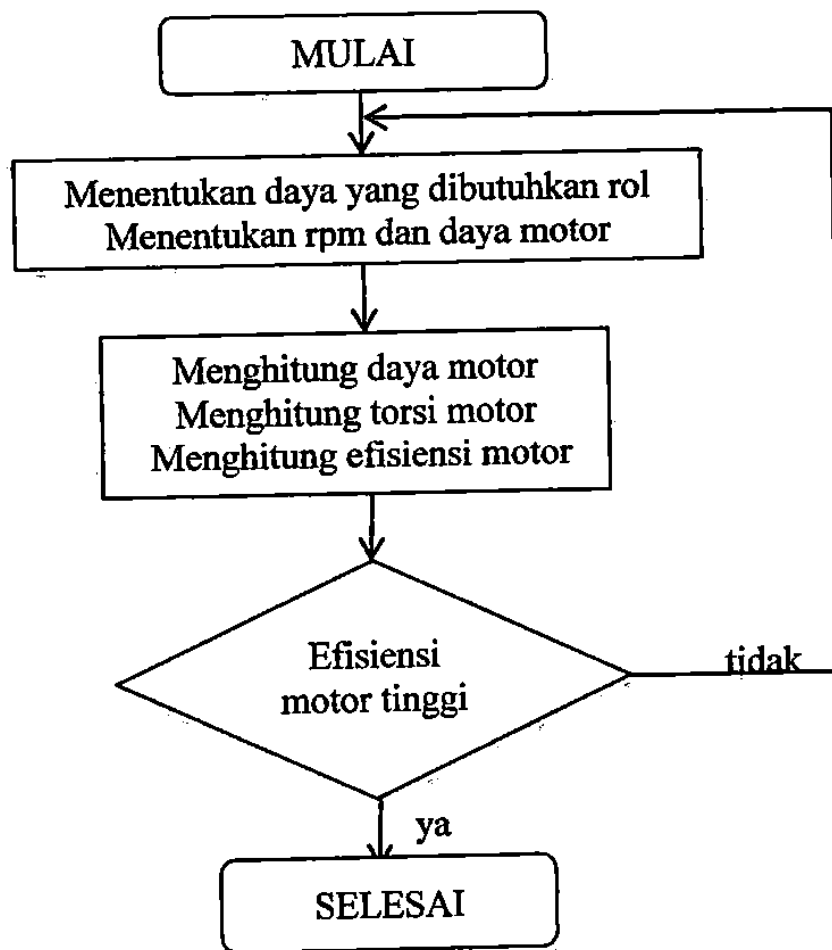 MULAI
Menentukan daya yang dibutuhkan rol
Menentukan rpm dan daya motor
Menghitung daya motor
Menghitung torsi motor
Menghitung efisiensi motor
Efisiensi
motor tinggi
tidak
ya
SELESAI